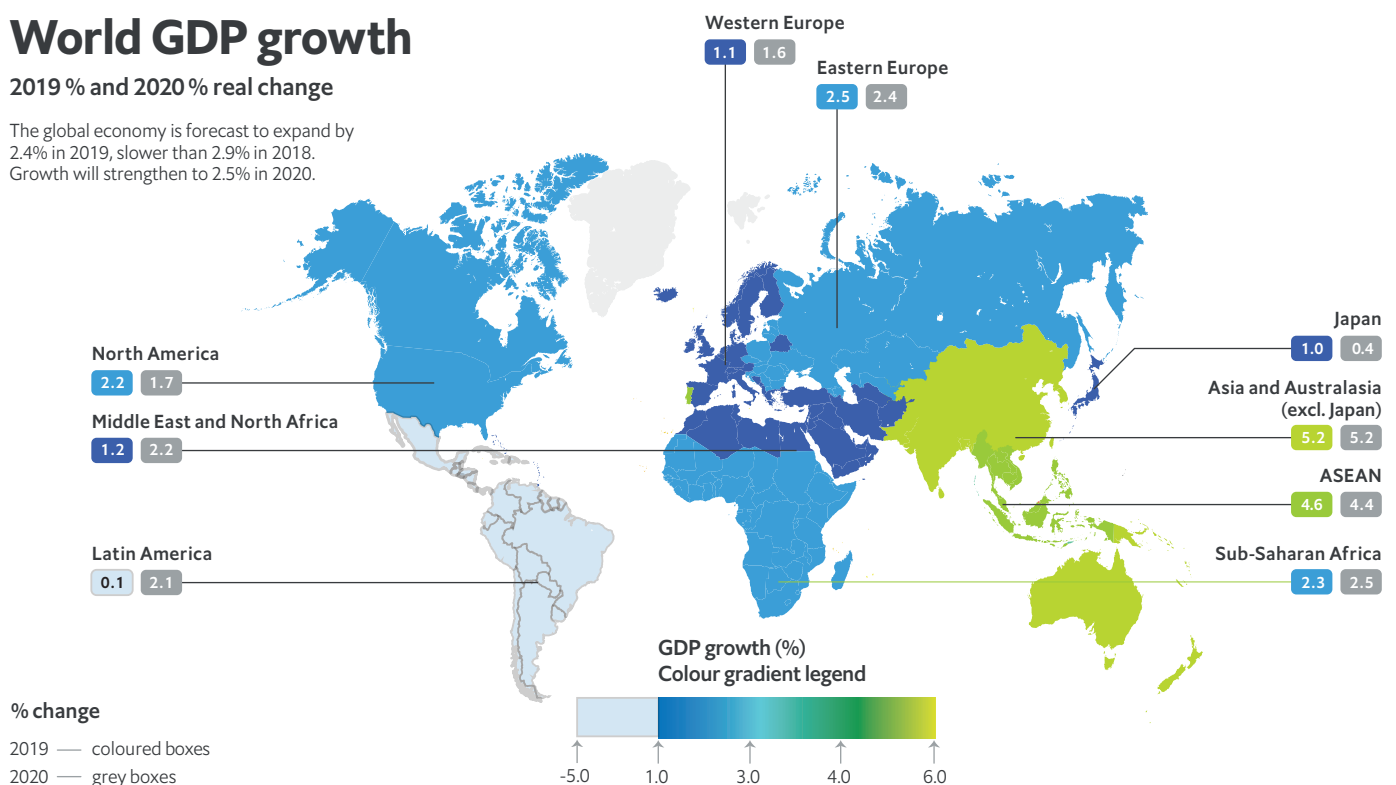 World GDP growth
2019 % and 2020 % real change
The global economy is forecast to expand by
2.4% in 2019, slower than 2.9% in 2018.
Growth will strengthen to 2.5% in 2020.
Western Europe
1.1 1.6
Eastern Europe
2.5 2.4
North America
2.2 1.7
Middle East and North Africa
1.2 2.2
Latin America
0.1 2.1
Japan
1.0 0.4
Asia and Australasia
(excl. Japan)
5.2 5.2
ASEAN
4.6 4.4
Sub-Saharan Africa
2.3 2.5
GDP growth (%)
Colour gradient legend
-5.0 1.0 3.0 4.0 6.0
% change
2019 — coloured boxes
2020 — grey boxes